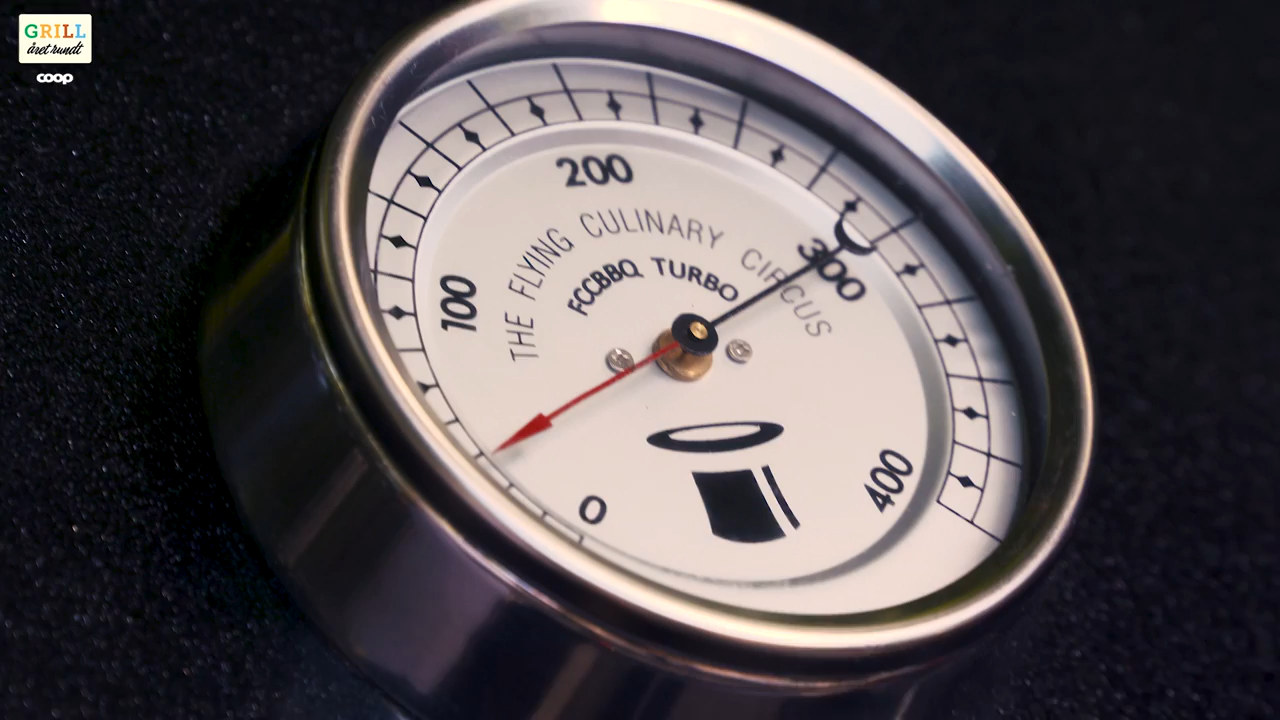 GRILL
året rundt
coop
200
THE FLYING CULINARY CIRCUS
300
FCCBBQ TURBO
100
400
0